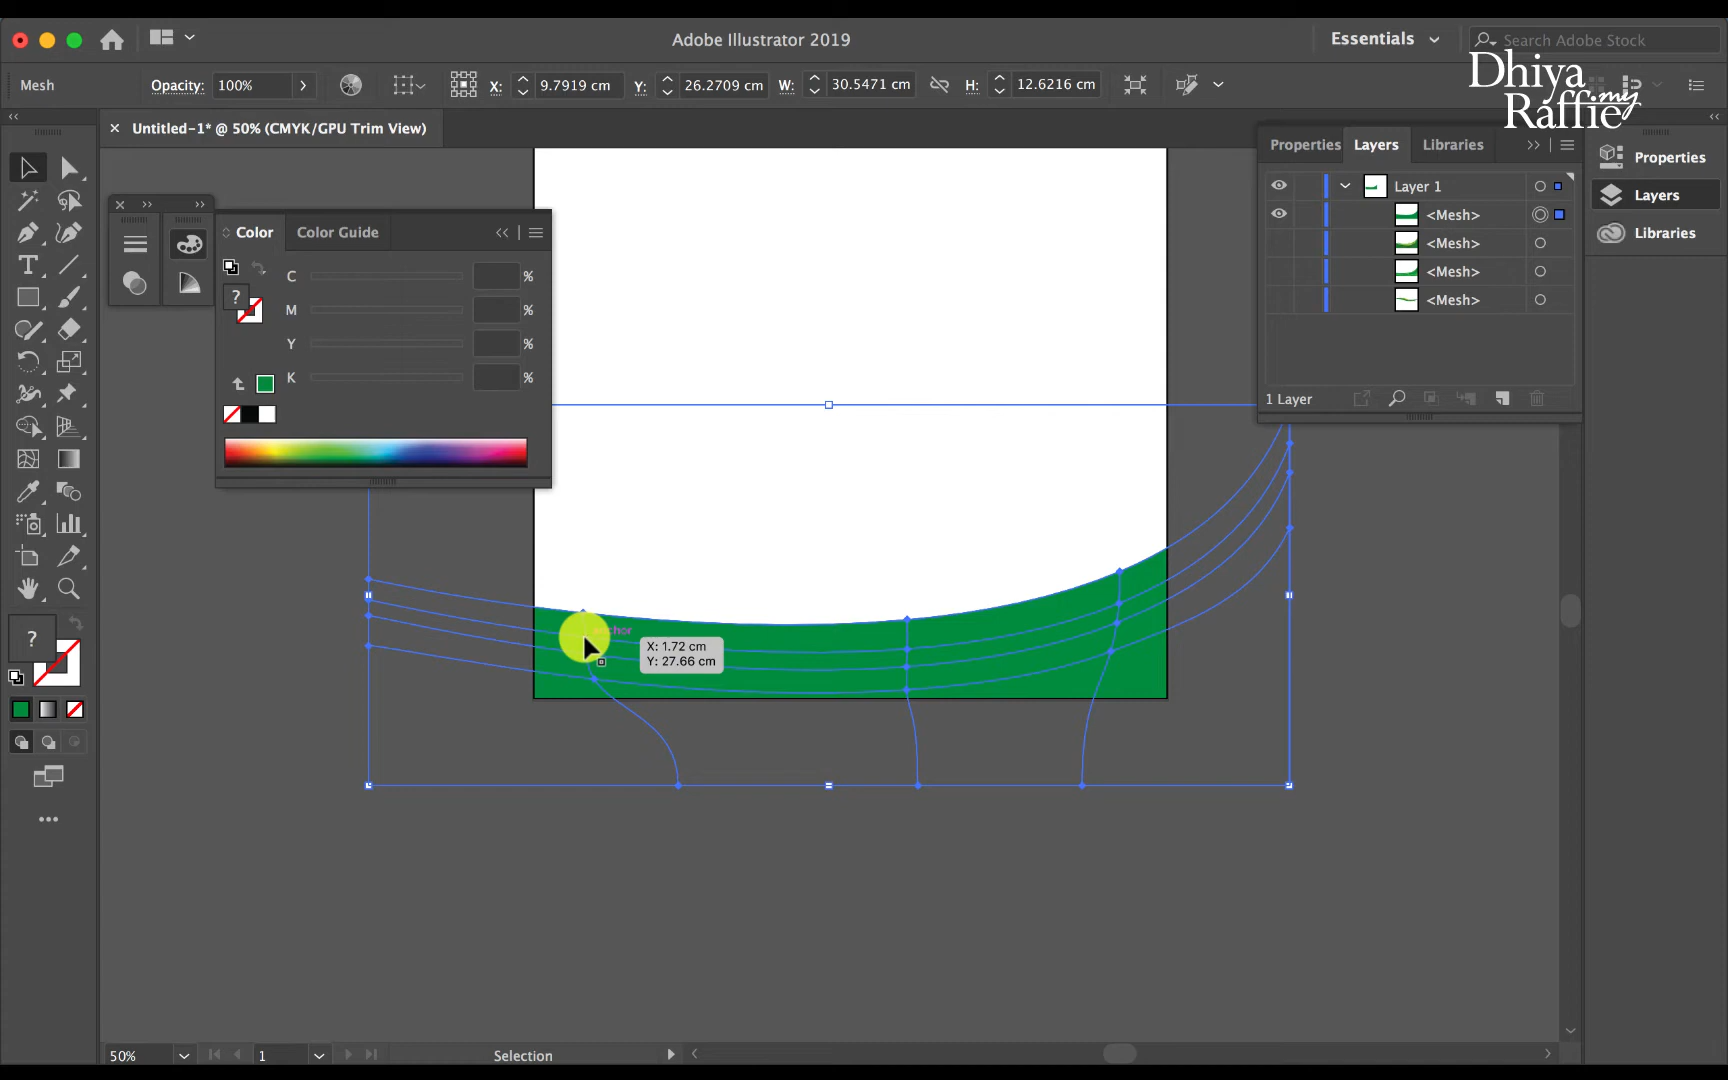 Adobe Illustrator 2019
Essentials
Search Adobe Stock
Dhiya
Raffie.my
Mesh
Opacity: 100%
X: 9.7919 cm
Y: 26.2709 cm
W: 30.5471 cm
H: 12.6216 cm
Untitled-1* @ 50% (CMYK/GPU Trim View)
Properties Layers Libraries
Layer 1
<Mesh>
<Mesh>
<Mesh>
<Mesh>
1 Layer
Properties
Layers
Libraries
Color Color Guide
C %
M %
Y %
K %
?
?
anchor
X: 1.72 cm
Y: 27.66 cm
50% 1 Selection